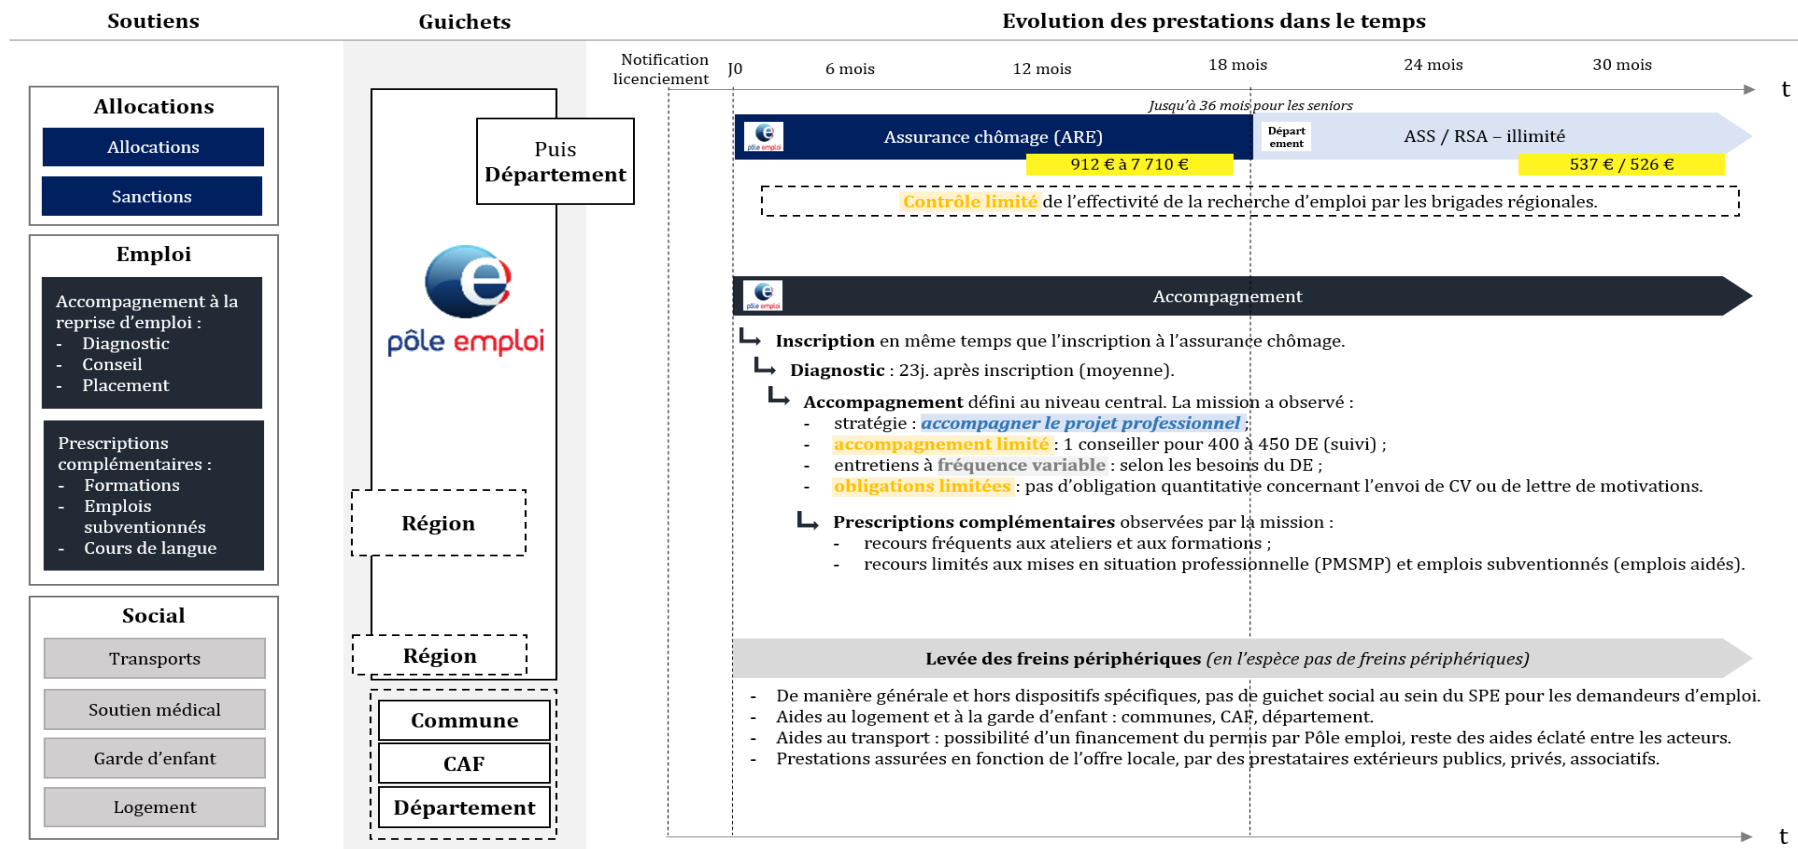 Soutiens
Guichets
Evolution des prestations dans le temps
Notification
licenciement
J0
6 mois
12 mois
18 mois
24 mois
30 mois
t
Allocations
Allocations
Sanctions
Puis
Département
Jusqu’à 36 mois pour les seniors
pôle emploi
Assurance chômage (ARE)
Départ
ement
ASS / RSA – illimité
912 € à 7 710 €
537 € / 526 €
Contrôle limité de l’effectivité de la recherche d’emploi par les brigades régionales.
Emploi
Accompagnement à la
reprise d’emploi :
- Diagnostic
- Conseil
- Placement
Prescriptions
complémentaires :
- Formations
- Emplois
subventionnés
- Cours de langue
pôle emploi
Région
pôle emploi
Accompagnement
Inscription en même temps que l’inscription à l’assurance chômage.
Diagnostic : 23j. après inscription (moyenne).
Accompagnement défini au niveau central. La mission a observé :
- stratégie : accompagner le projet professionnel ;
- accompagnement limité : 1 conseiller pour 400 à 450 DE (suivi) ;
- entretiens à fréquence variable : selon les besoins du DE ;
- obligations limitées : pas d’obligation quantitative concernant l’envoi de CV ou de lettre de motivations.
Prescriptions complémentaires observées par la mission :
- recours fréquents aux ateliers et aux formations ;
- recours limités aux mises en situation professionnelle (PMSMP) et emplois subventionnés (emplois aidés).
Social
Transports
Soutien médical
Garde d’enfant
Logement
Région
Commune
CAF
Département
Levée des freins périphériques (en l’espèce pas de freins périphériques)
- De manière générale et hors dispositifs spécifiques, pas de guichet social au sein du SPE pour les demandeurs d’emploi.
- Aides au logement et à la garde d’enfant : communes, CAF, département.
- Aides au transport : possibilité d’un financement du permis par Pôle emploi, reste des aides éclaté entre les acteurs.
- Prestations assurées en fonction de l’offre locale, par des prestataires extérieurs publics, privés, associatifs.
t